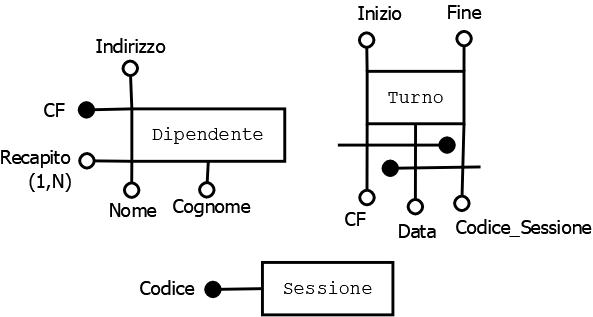 Inizio
Fine
Indirizzo
CF
Turno
Dipendente
Recapito
(1,N)
Nome
Cognome
CF
Data
Codice_Sessione
Codice
Sessione